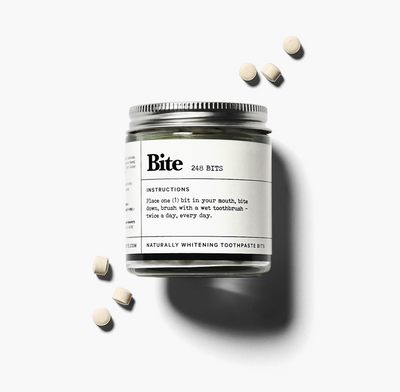 Bite 248 BITS
INSTRUCTIONS
Place one (1) bit in your mouth, bite
down, brush with a wet toothbrush –
twice a day, every day.
NATURALLY WHITENING TOOTHPASTE BITS